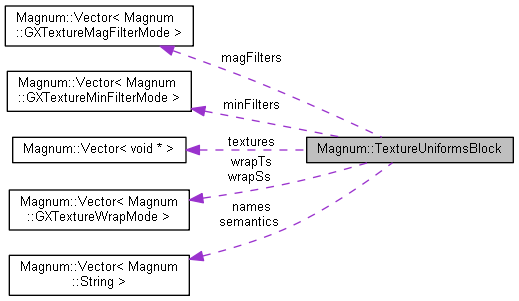 Magnum::Vector< Magnum
::GXTextureMagFilterMode >
magFilters
Magnum::Vector< Magnum
::GXTextureMinFilterMode >
minFilters
textures
Magnum::Vector< void * >
Magnum::TextureUniformsBlock
wrapTs
wrapSs
Magnum::Vector< Magnum
::GXTextureWrapMode >
names
semantics
Magnum::Vector< Magnum
::String >